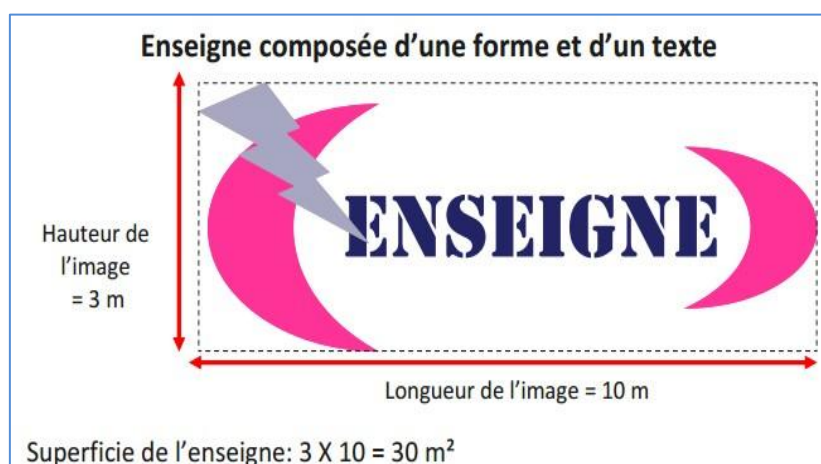 Enseigne composée d'une forme et d'un texte
Hauteur de
l'image
= 3 m
ENSEIGNE
Longueur de l'image = 10 m
Superficie de l'enseigne: 3 X 10 = 30 m²